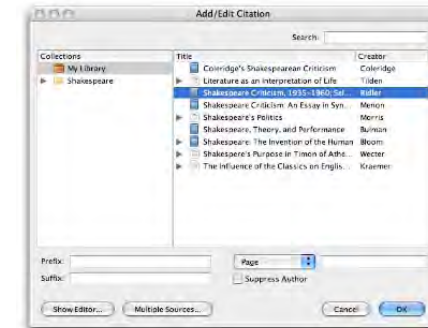 Add/Edit Citation
Search:
Collections
My Library
Shakespeare
Title Creator
Coleridge's Shakespearean Criticism Coleridge
Literature as an Interpretation of Life Tilden
Shakespeare Criticism, 1935-1960; Sel... Ridler
Shakespeare Criticism: An Essay in Syn... Menon
Shakespeare's Politics Morris
Shakespeare, Theory, and Performance Bulman
Shakespeare: The Invention of the Human Bloom
Shakspere's Purpose in Timon of Athe... Wecter
The Influence of the Classics on Englis... Kraemer
Prefix: Page
Suffix: Suppress Author
Show Editor... Multiple Sources... Cancel OK